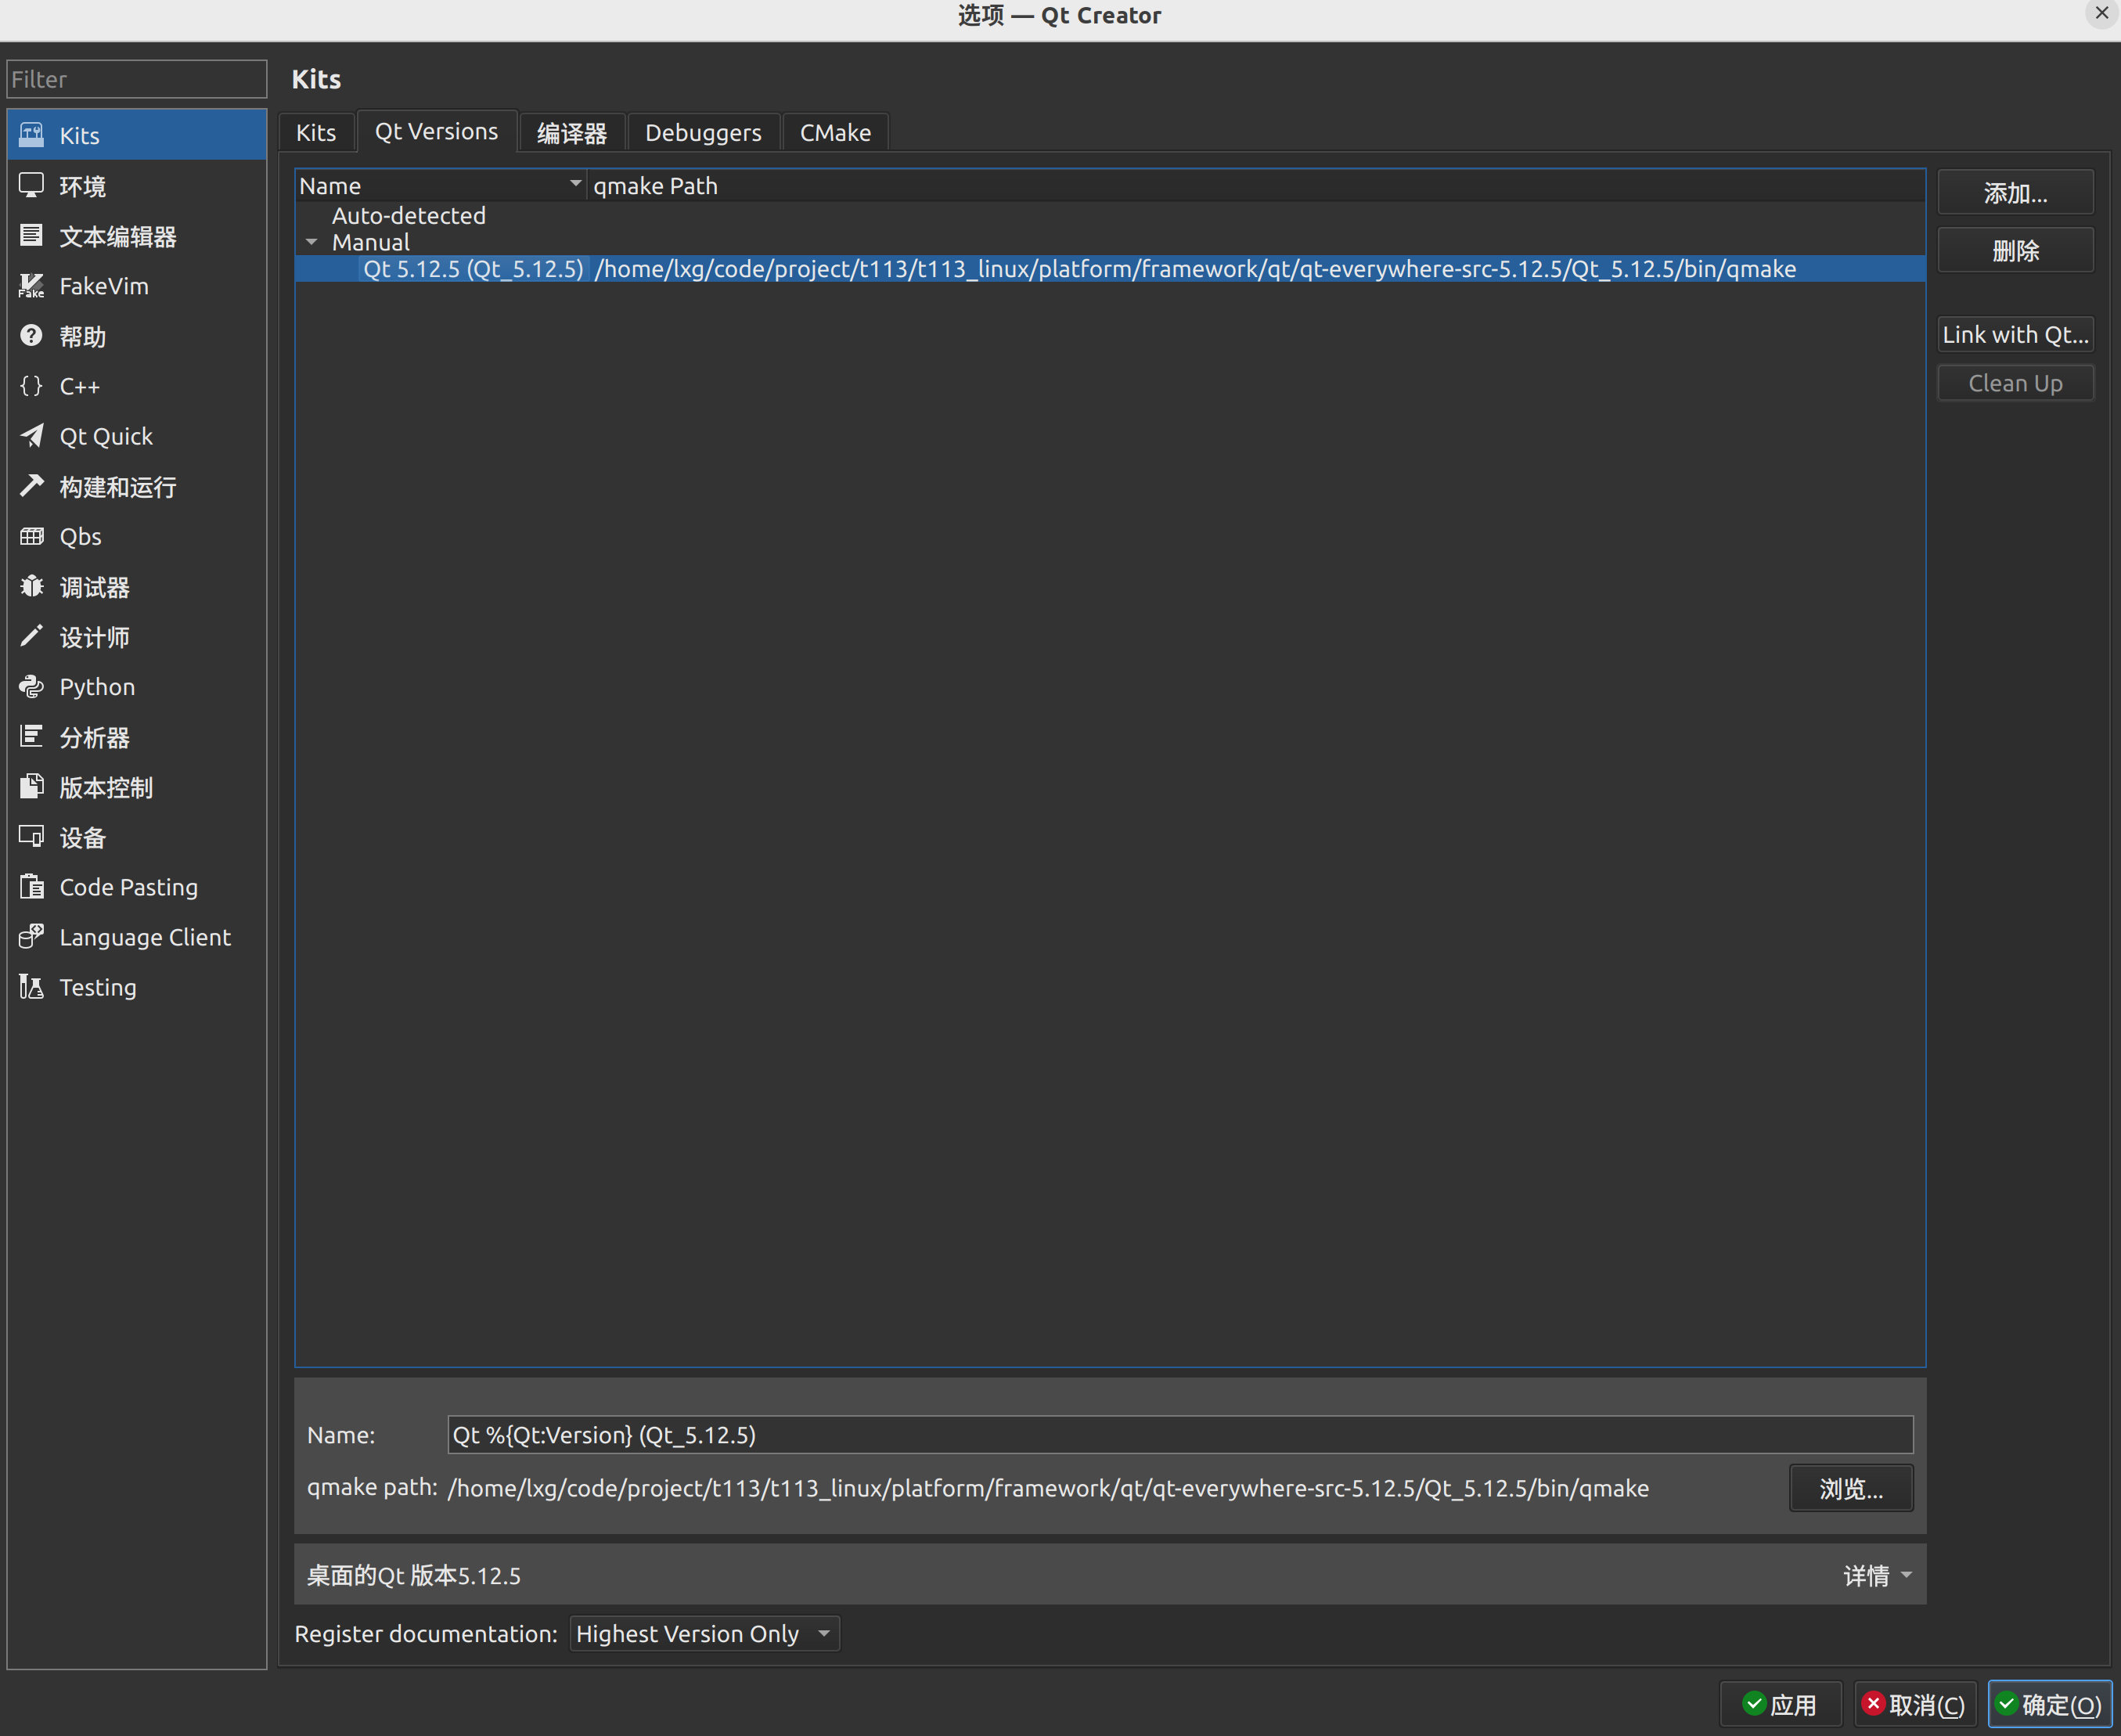 选项 — Qt Creator
Filter
Kits
环境
文本编辑器
FakeVim
帮助
C++
Qt Quick
构建和运行
Qbs
调试器
设计师
Python
分析器
版本控制
设备
Code Pasting
Language Client
Testing
Kits
Kits Qt Versions 编译器 Debuggers CMake
Name qmake Path
Auto-detected
Manual
Qt 5.12.5 (Qt_5.12.5) /home/lxg/code/project/t113/t113_linux/platform/framework/qt/qt-everywhere-src-5.12.5/Qt_5.12.5/bin/qmake
添加...
删除
Link with Qt...
Clean Up
Name: Qt %{Qt:Version} (Qt_5.12.5)
qmake path: /home/lxg/code/project/t113/t113_linux/platform/framework/qt/qt-everywhere-src-5.12.5/Qt_5.12.5/bin/qmake 浏览...
桌面的Qt 版本5.12.5 详情
Register documentation: Highest Version Only
应用 取消(C) 确定(O)